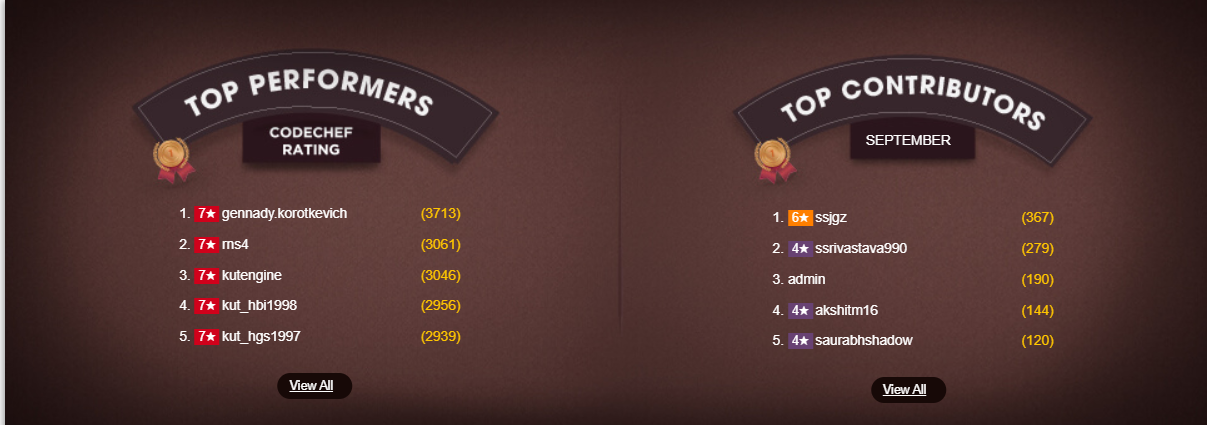 TOP PERFORMERS
CODECHEF
RATING
1. 7★ gennady.korotkevich (3713)
2. 7★ rns4 (3061)
3. 7★ kutengine (3046)
4. 7★ kut_hbi1998 (2956)
5. 7★ kut_hgs1997 (2939)
View All
TOP CONTRIBUTORS
SEPTEMBER
1. 6★ ssjgz (367)
2. 4★ ssrivastava990 (279)
3. admin (190)
4. 4★ akshitm16 (144)
5. 4★ saurabhshadow (120)
View All